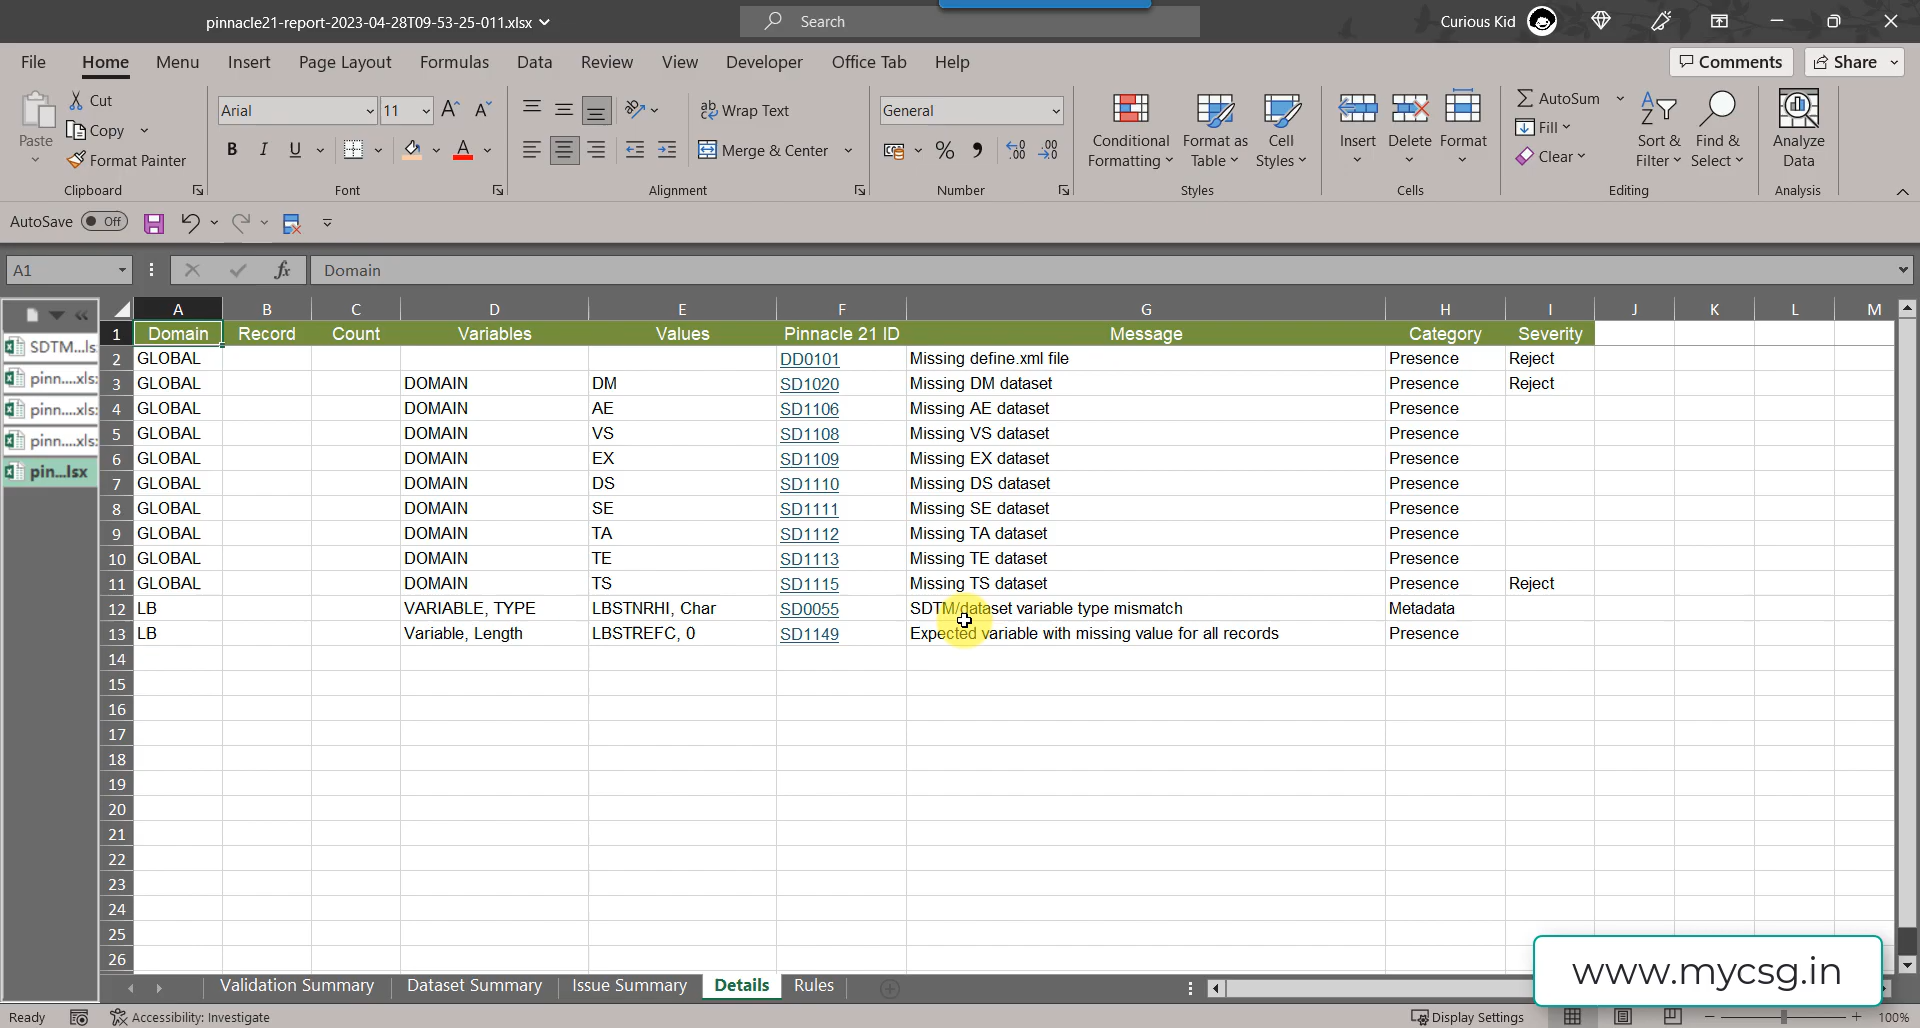 pinnacle21-report-2023-04-28T09-53-25-011.xlsx
Search
Curious Kid
File Home Menu Insert Page Layout Formulas Data Review View Developer Office Tab Help
Comments Share
Paste
Cut
Copy
Format Painter
Clipboard
Arial 11
B I U
Font
Wrap Text
Merge & Center
Alignment
General
Number
Conditional Formatting
Format as Table
Cell Styles
Styles
Insert Delete Format
Cells
AutoSum
Fill
Clear
Sort & Filter
Find & Select
Editing
Analyze Data
Analysis
AutoSave Off
A1 fx Domain
A B C D E F G H I J K L M
SDTM...ls
pinn....xls
pinn....xls
pinn....xls
pin...lsx
1 Domain Record Count Variables Values Pinnacle 21 ID Message Category Severity
2 GLOBAL DD0101 Missing define.xml file Presence Reject
3 GLOBAL DOMAIN DM SD1020 Missing DM dataset Presence Reject
4 GLOBAL DOMAIN AE SD1106 Missing AE dataset Presence
5 GLOBAL DOMAIN VS SD1108 Missing VS dataset Presence
6 GLOBAL DOMAIN EX SD1109 Missing EX dataset Presence
7 GLOBAL DOMAIN DS SD1110 Missing DS dataset Presence
8 GLOBAL DOMAIN SE SD1111 Missing SE dataset Presence
9 GLOBAL DOMAIN TA SD1112 Missing TA dataset Presence
10 GLOBAL DOMAIN TE SD1113 Missing TE dataset Presence
11 GLOBAL DOMAIN TS SD1115 Missing TS dataset Presence Reject
12 LB VARIABLE, TYPE LBSTNRHI, Char SD0055 SDTM/dataset variable type mismatch Metadata
13 LB Variable, Length LBSTREFC, 0 SD1149 Expected variable with missing value for all records Presence
14
15
16
17
18
19
20
21
22
23
24
25
26
Validation Summary Dataset Summary Issue Summary Details Rules
www.mycsg.in
Ready Accessibility: Investigate Display Settings 100%